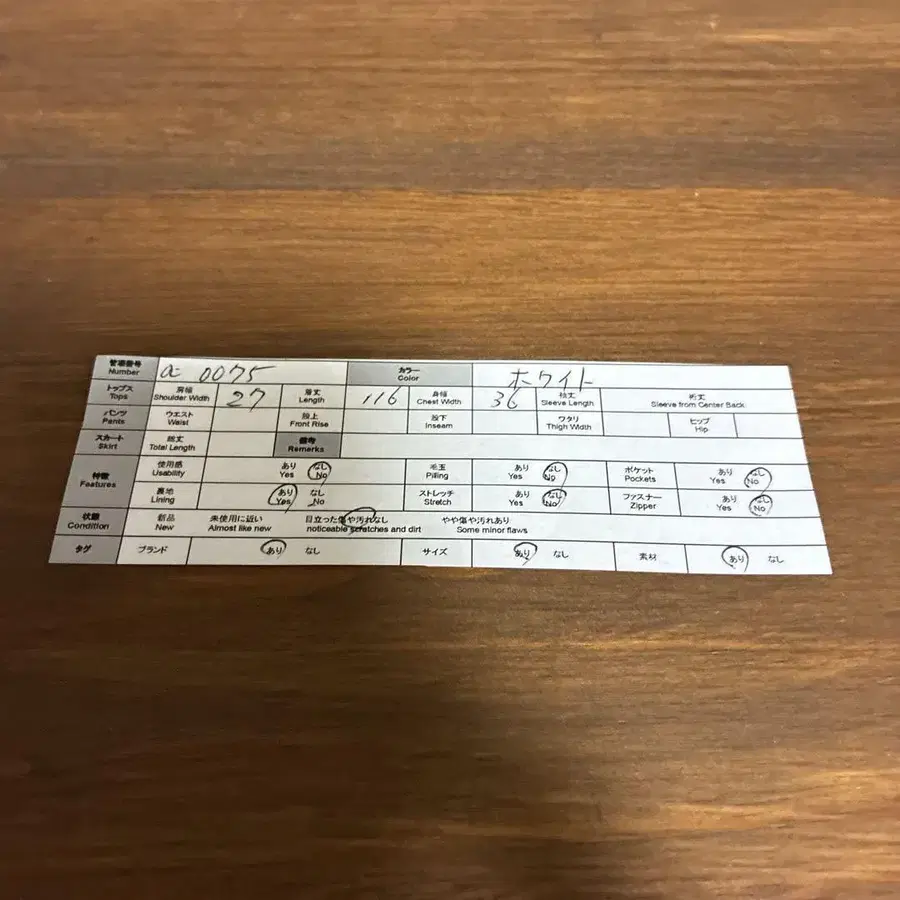 管理番号 a 0075 カラー ホワイト
Number Color
トップス 肩幅 27 着丈 116 身幅 36 袖丈 裄丈
Tops Shoulder Width Length Chest Width Sleeve Length Sleeve from Center Back
パンツ ウエスト 股上 股下 ワタリ ヒップ
Pants Waist Front Rise Inseam Thigh Width Hip
スカート 総丈 備考
Skirt Total Length Remarks
特徴 使用感 あり なし 毛玉 あり なし ポケット あり なし
Features Usability Yes No Pilling Yes No Pockets Yes No
裏地 あり なし ストレッチ あり なし ファスナー あり なし
Lining Yes No Stretch Yes No Zipper Yes No
状態 新品 未使用に近い 目立った傷や汚れなし やや傷や汚れあり
Condition New Almost like new noticeable scratches and dirt Some minor flaws
タグ ブランド あり なし サイズ あり なし 素材 あり なし